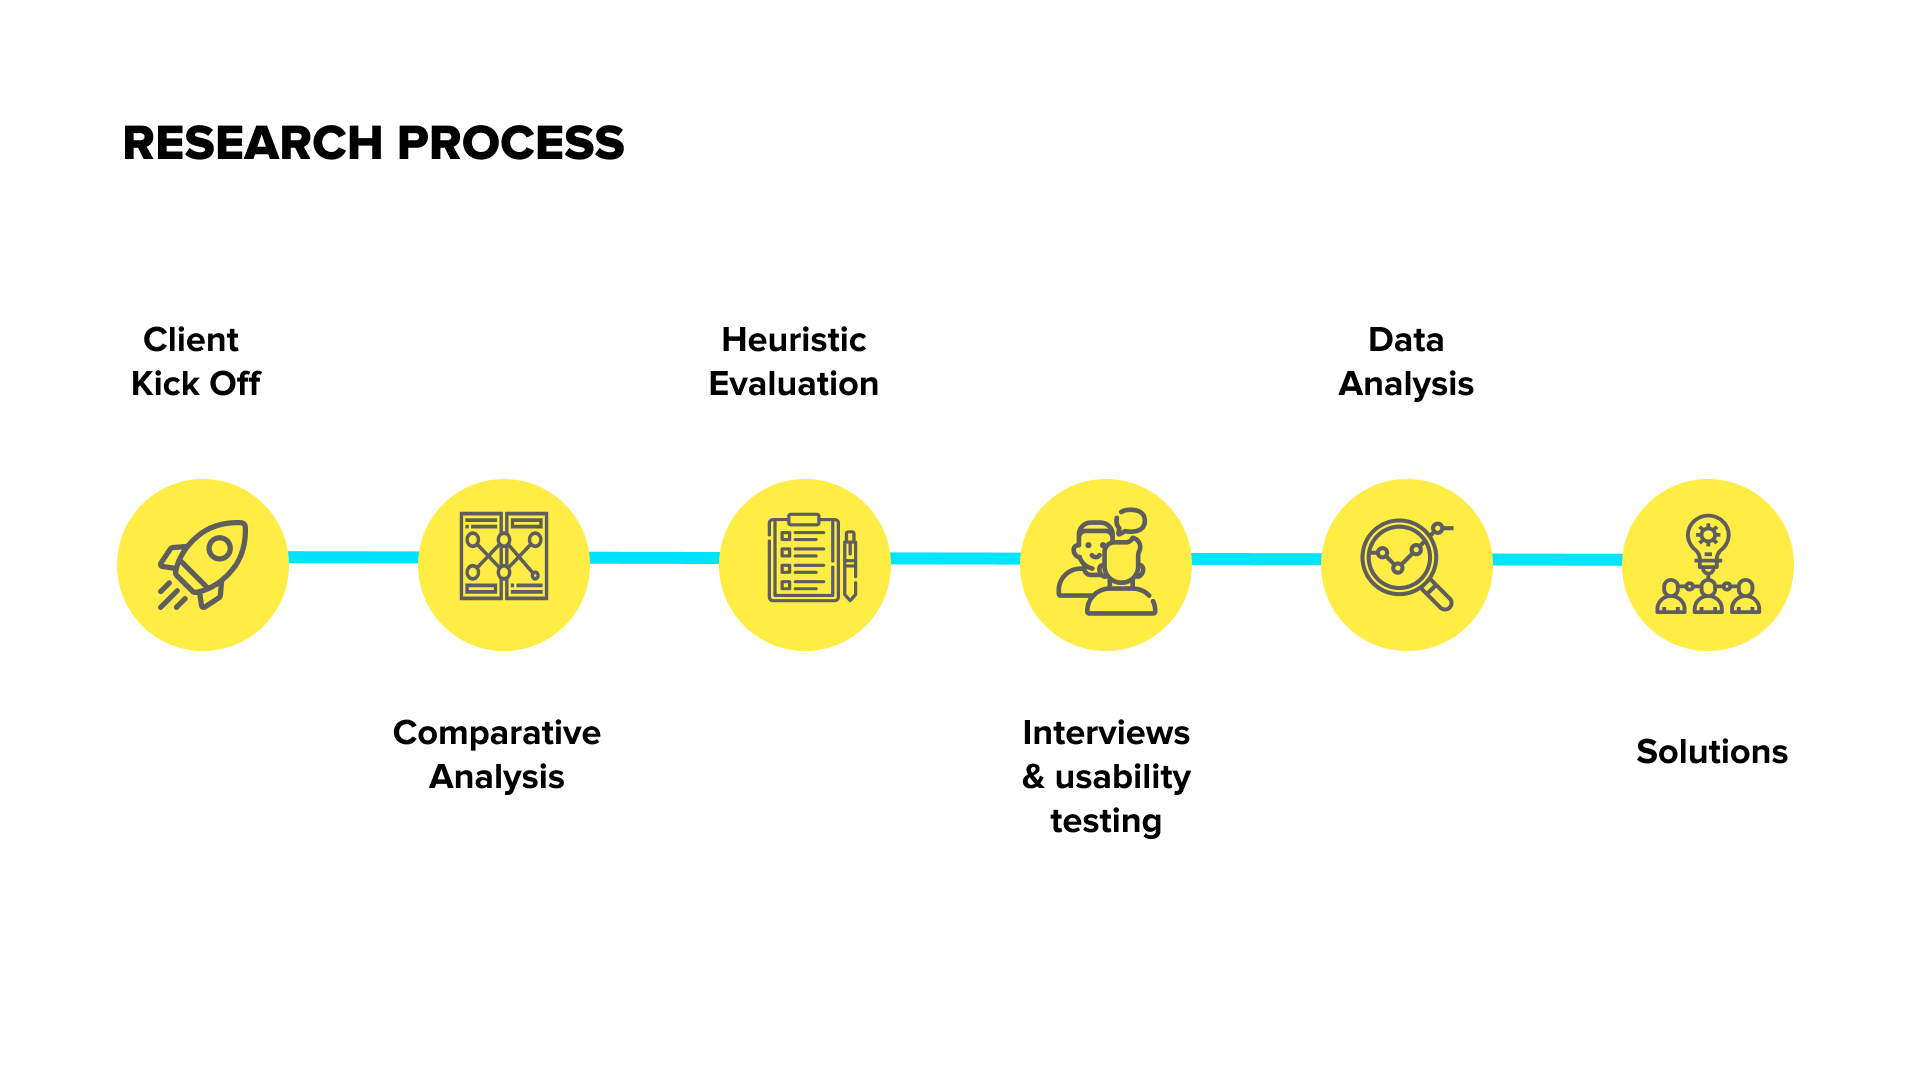 RESEARCH PROCESS
Client
Kick Off
Comparative
Analysis
Heuristic
Evaluation
Interviews
& usability
testing
Data
Analysis
Solutions